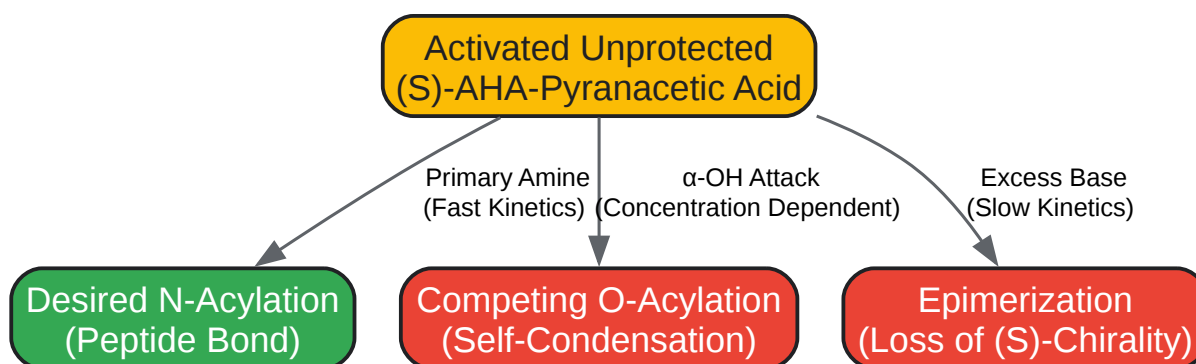 Activated Unprotected
(S)-AHA-Pyranacetic Acid
Primary Amine
(Fast Kinetics)
α-OH Attack
(Concentration Dependent)
Excess Base
(Slow Kinetics)
Desired N-Acylation
(Peptide Bond)
Competing O-Acylation
(Self-Condensation)
Epimerization
(Loss of (S)-Chirality)